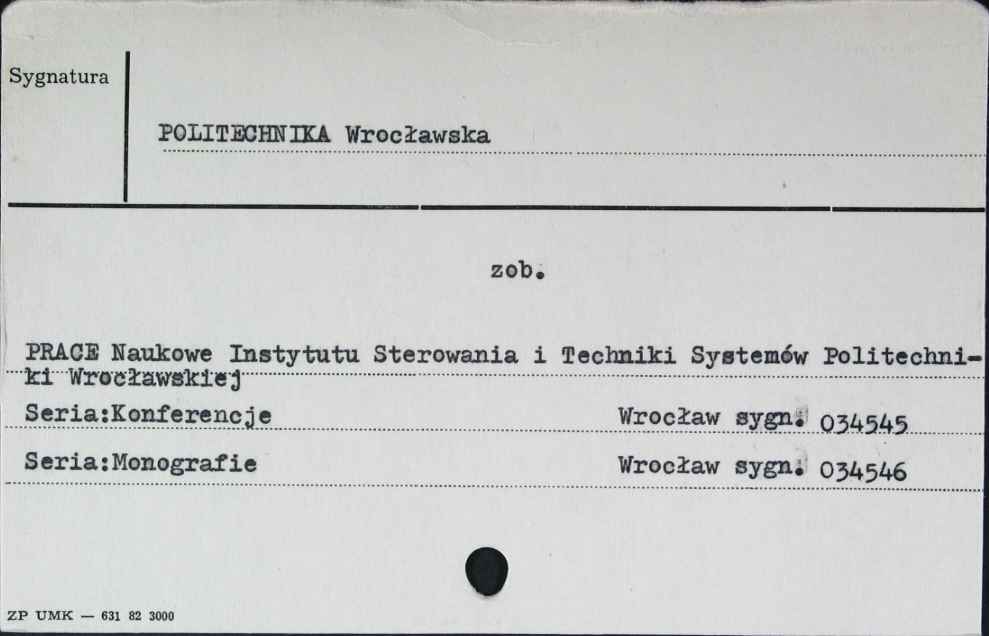 Sygnatura
POLITECHNIKA Wrocławska
zob.
PRACE Naukowe Instytutu Sterowania i Techniki Systemów Politechni-
ki Wrocławskiej
Seria:Konferencje Wrocław sygn. 034545
Seria:Monografie Wrocław sygn. 034546
ZP UMK — 631 82 3000